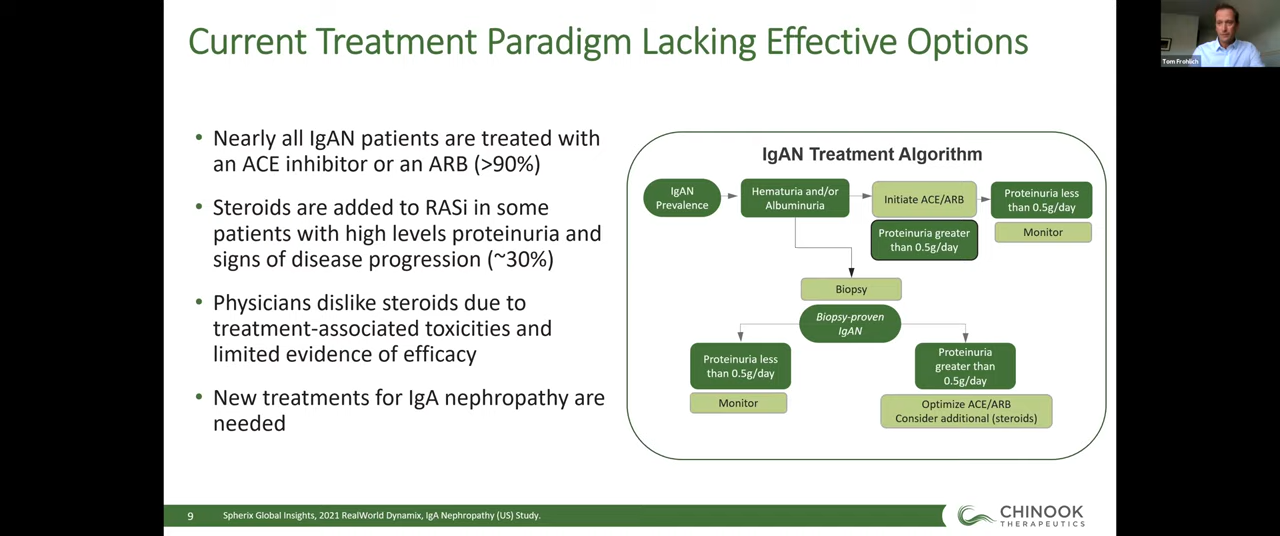 Current Treatment Paradigm Lacking Effective Options
Tom Frohlich
• Nearly all IgAN patients are treated with
an ACE inhibitor or an ARB (>90%)
• Steroids are added to RASi in some
patients with high levels proteinuria and
signs of disease progression (~30%)
• Physicians dislike steroids due to
treatment-associated toxicities and
limited evidence of efficacy
• New treatments for IgA nephropathy are
needed
IgAN Treatment Algorithm
IgAN
Prevalence
Hematuria and/or
Albuminuria
Initiate ACE/ARB
Proteinuria less
than 0.5g/day
Proteinuria greater
than 0.5g/day
Monitor
Biopsy
Biopsy-proven
IgAN
Proteinuria less
than 0.5g/day
Monitor
Proteinuria
greater than
0.5g/day
Optimize ACE/ARB
Consider additional (steroids)
9
Spherix Global Insights, 2021 RealWorld Dynamix, IgA Nephropathy (US) Study.
CHINOOK
THERAPEUTICS